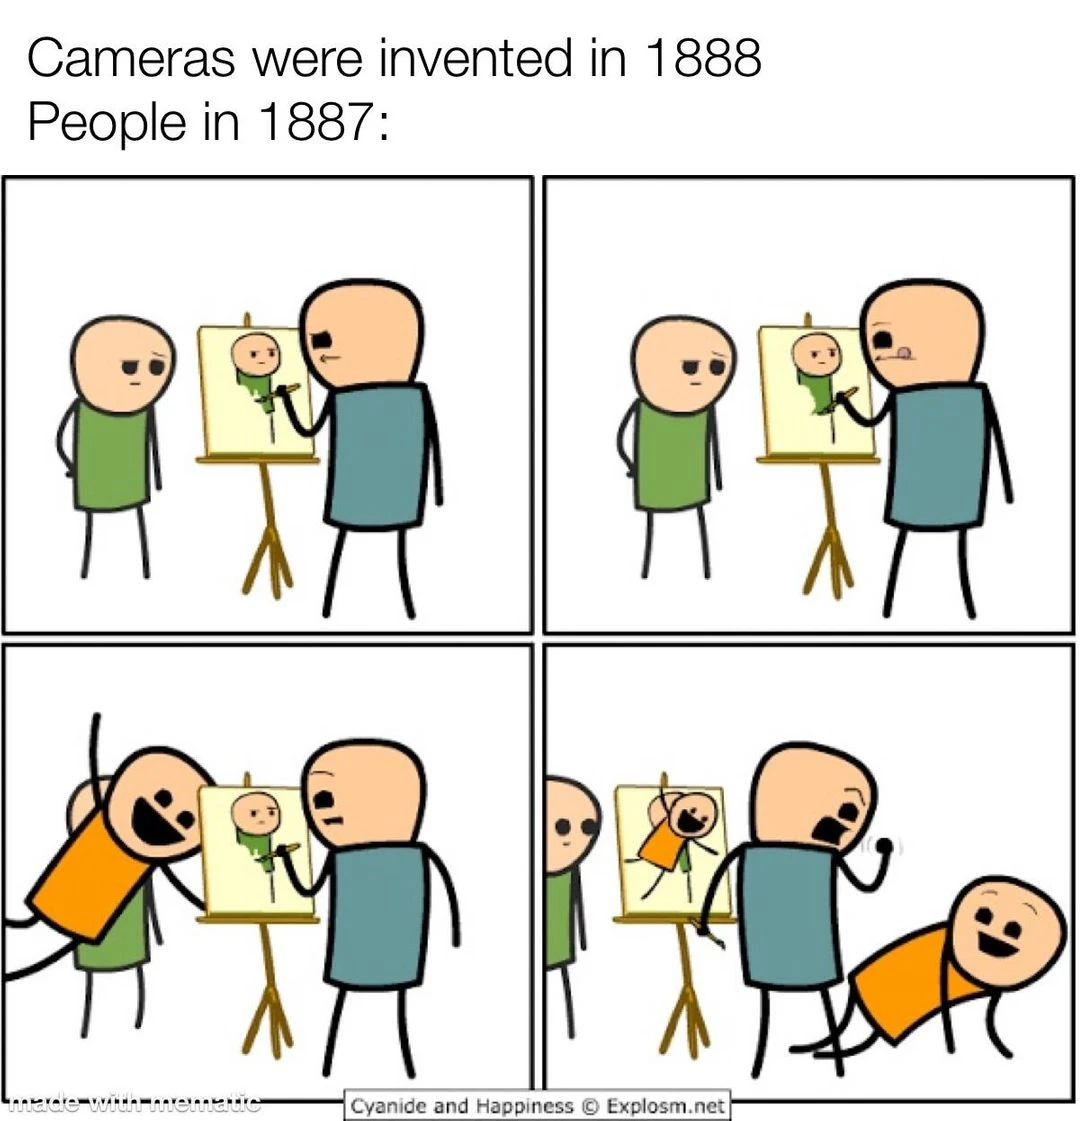 Cameras were invented in 1888
People in 1887:
made with mematic
Cyanide and Happiness © Explosm.net